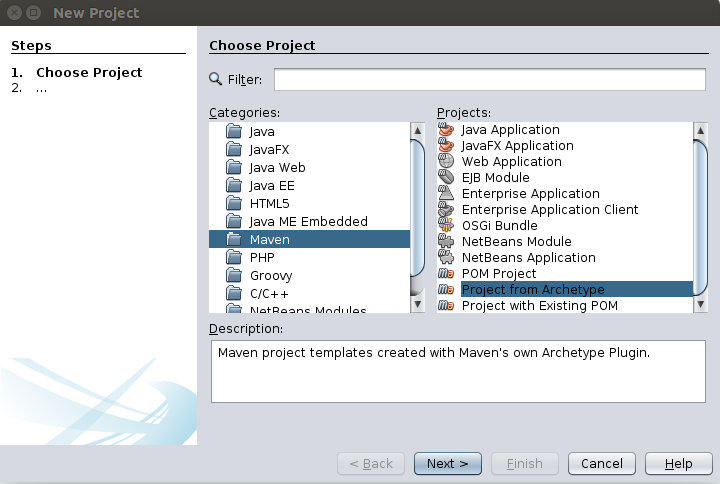 New Project
Steps
1. Choose Project
2. ...
Choose Project
Filter:
Categories:
Java
JavaFX
Java Web
Java EE
HTML5
Java ME Embedded
Maven
PHP
Groovy
C/C++
NetBeans Modules
Projects:
Java Application
JavaFX Application
Web Application
EJB Module
Enterprise Application
Enterprise Application Client
OSGi Bundle
NetBeans Module
NetBeans Application
POM Project
Project from Archetype
Project with Existing POM
Description:
Maven project templates created with Maven's own Archetype Plugin.
< Back
Next >
Finish
Cancel
Help